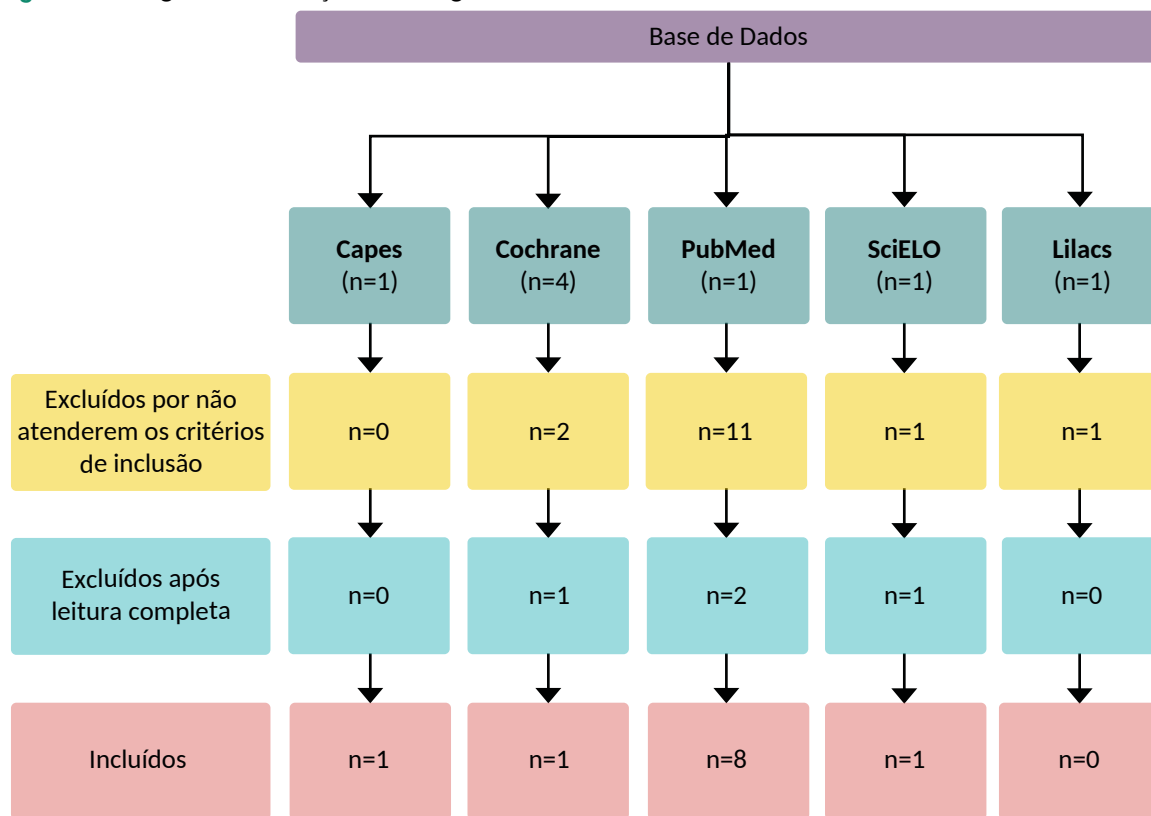 Base de Dados
Capes
(n=1)
Cochrane
(n=4)
PubMed
(n=1)
SciELO
(n=1)
Lilacs
(n=1)
Excluídos por não
atenderem os critérios
de inclusão
n=0
n=2
n=11
n=1
n=1
Excluídos após
leitura completa
n=0
n=1
n=2
n=1
n=0
Incluídos
n=1
n=1
n=8
n=1
n=0